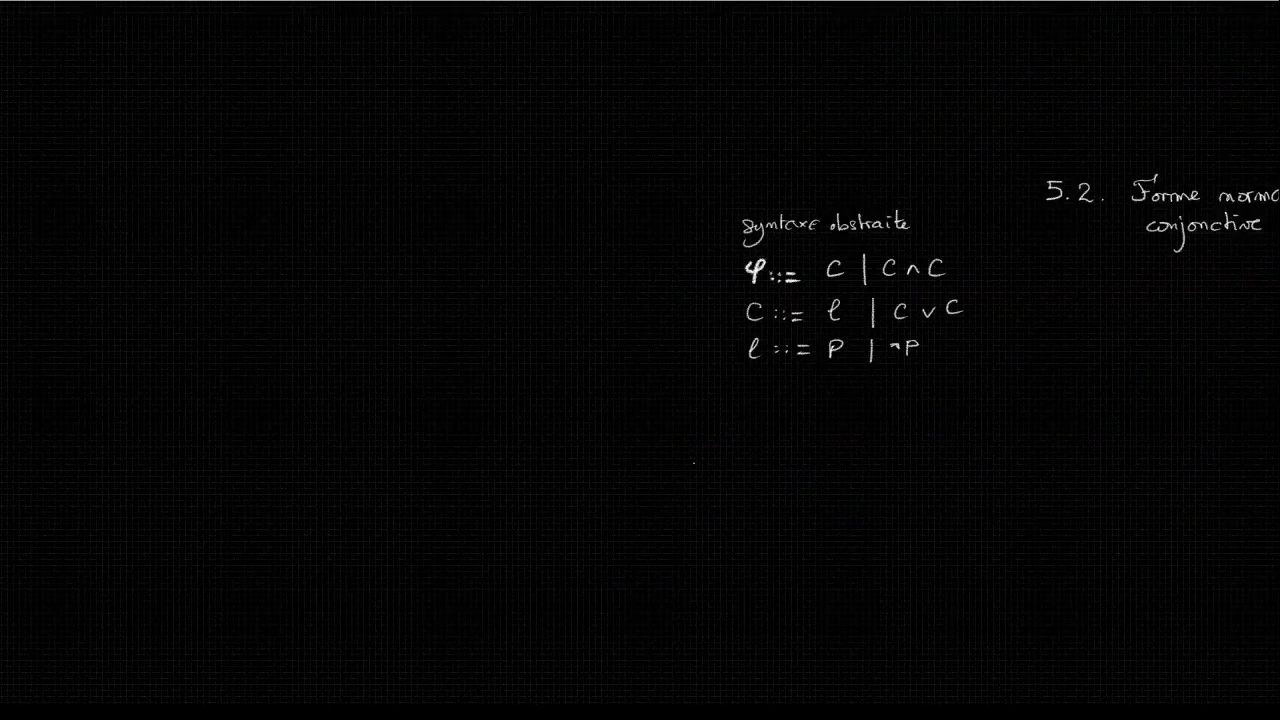 5.2. Forme norma
conjonctive
syntaxe abstraite
φ ::= C | C ∧ C
C ::= ℓ | C ∨ C
ℓ ::= P | ¬P